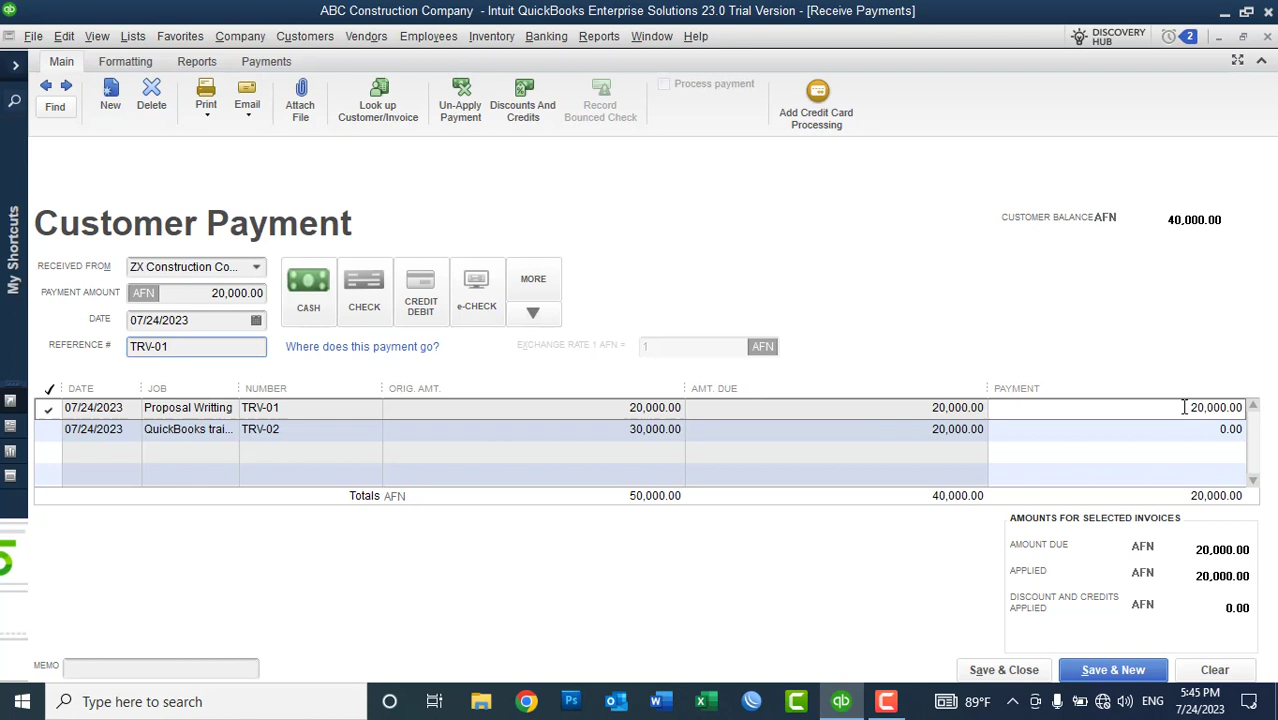 ABC Construction Company - Intuit QuickBooks Enterprise Solutions 23.0 Trial Version - [Receive Payments]
File Edit View Lists Favorites Company Customers Vendors Employees Inventory Banking Reports Window Help DISCOVERY HUB 2
Main Formatting Reports Payments
Find New Delete Print Email Attach File Look up Customer/Invoice Un-Apply Payment Discounts And Credits Record Bounced Check Process payment Add Credit Card Processing
My Shortcuts
Customer Payment
CUSTOMER BALANCE AFN 40,000.00
RECEIVED FROM ZX Construction Co...
PAYMENT AMOUNT AFN 20,000.00
DATE 07/24/2023
REFERENCE # TRV-01
CASH CHECK CREDIT DEBIT e-CHECK MORE
Where does this payment go? EXCHANGE RATE 1 AFN = 1 AFN
DATE JOB NUMBER ORIG. AMT. AMT. DUE PAYMENT
07/24/2023 Proposal Writting TRV-01 20,000.00 20,000.00 20,000.00
07/24/2023 QuickBooks trai... TRV-02 30,000.00 20,000.00 0.00
Totals AFN 50,000.00 40,000.00 20,000.00
AMOUNTS FOR SELECTED INVOICES
AMOUNT DUE AFN 20,000.00
APPLIED AFN 20,000.00
DISCOUNT AND CREDITS APPLIED AFN 0.00
MEMO
Save & Close Save & New Clear
Type here to search
89°F ENG 5:45 PM 7/24/2023